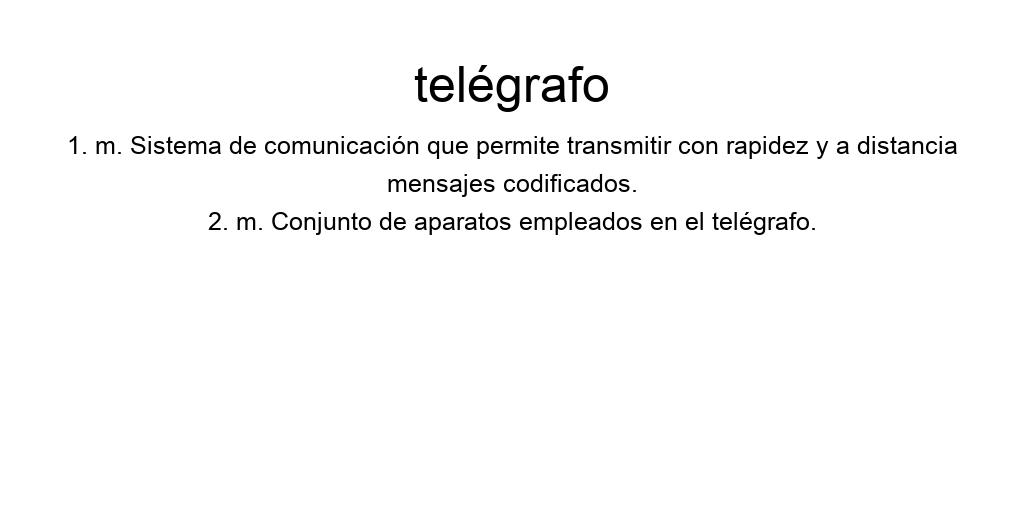 telégrafo
1. m. Sistema de comunicación que permite transmitir con rapidez y a distancia
mensajes codificados.
2. m. Conjunto de aparatos empleados en el telégrafo.